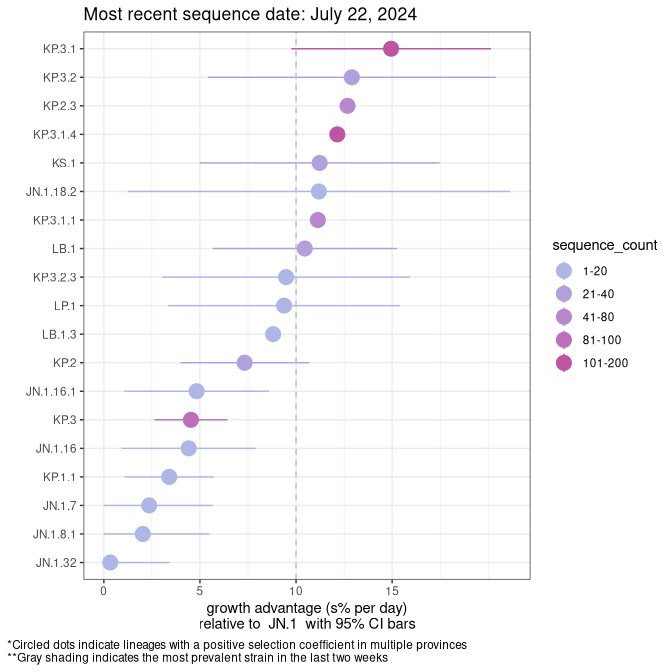 Most recent sequence date: July 22, 2024
KP.3.1
KP.3.2
KP.2.3
KP.3.1.4
KS.1
JN.1.18.2
KP.3.1.1
LB.1
KP.3.2.3
LP.1
LB.1.3
KP.2
JN.1.16.1
KP.3
JN.1.16
KP.1.1
JN.1.7
JN.1.8.1
JN.1.32
0 5 10 15
growth advantage (s% per day)
relative to JN.1 with 95% CI bars
sequence_count
1-20
21-40
41-80
81-100
101-200
*Circled dots indicate lineages with a positive selection coefficient in multiple provinces
**Gray shading indicates the most prevalent strain in the last two weeks